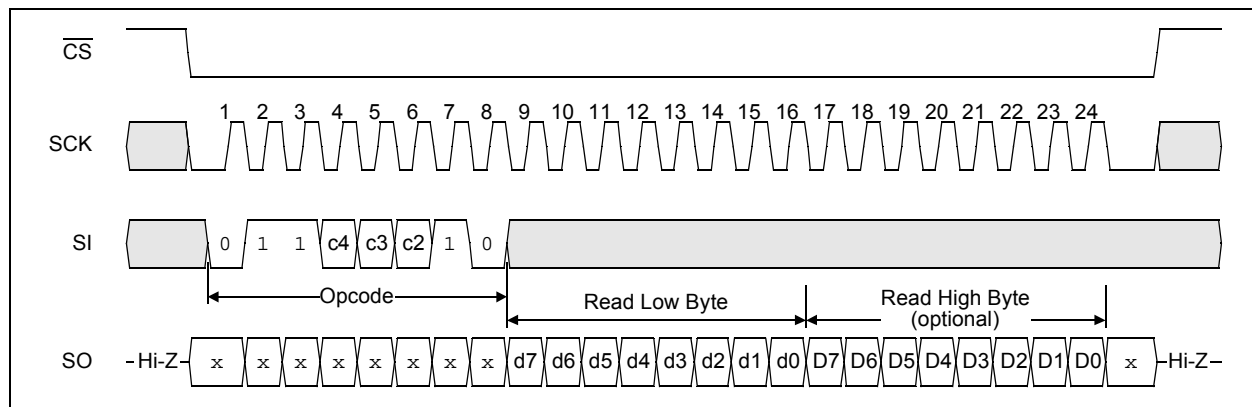 CS
1 2 3 4 5 6 7 8 9 10 11 12 13 14 15 16 17 18 19 20 21 22 23 24
SCK
SI 0 1 1 c4 c3 c2 1 0
Opcode Read Low Byte Read High Byte
(optional)
SO Hi-Z x x x x x x x x d7 d6 d5 d4 d3 d2 d1 d0 D7 D6 D5 D4 D3 D2 D1 D0 x Hi-Z